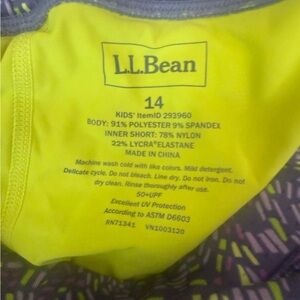 L.L.Bean
14
KIDS' ItemID 293960
BODY: 91% POLYESTER 9% SPANDEX
INNER SHORT: 78% NYLON
22% LYCRA®ELASTANE
MADE IN CHINA
Machine wash cold with like colors. Mild detergent.
Delicate cycle. Do not bleach. Line dry. Do not iron. Do not
dry clean. Rinse thoroughly after use.
50+UPF
Excellent UV Protection
According to ASTM D6603
RN71341 VN1003120